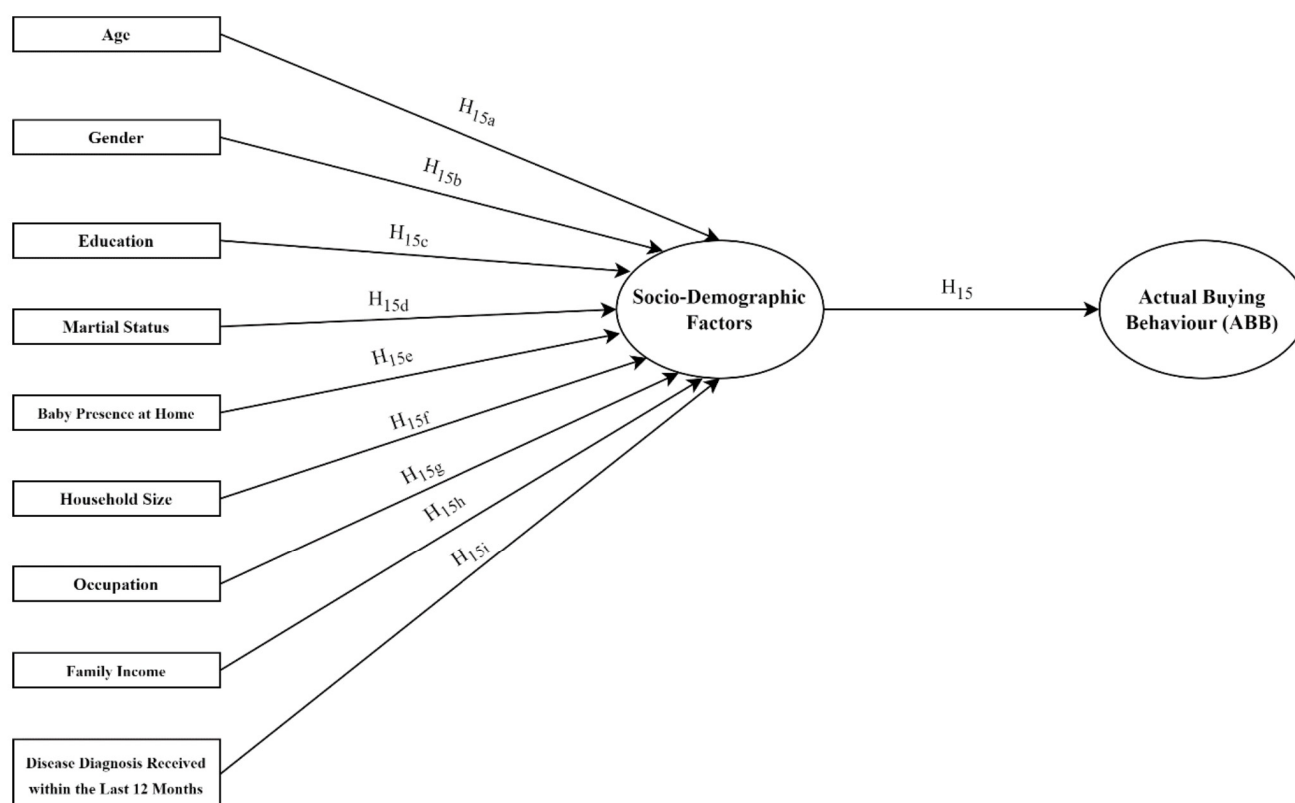 Age
H15a
Gender
H15b
Education
H15c
Martial Status
H15d
Baby Presence at Home
H15e
Household Size
H15f
Occupation
H15g
Family Income
H15h
Disease Diagnosis Received
within the Last 12 Months
H15i
Socio-Demographic
Factors
H15
Actual Buying
Behaviour (ABB)